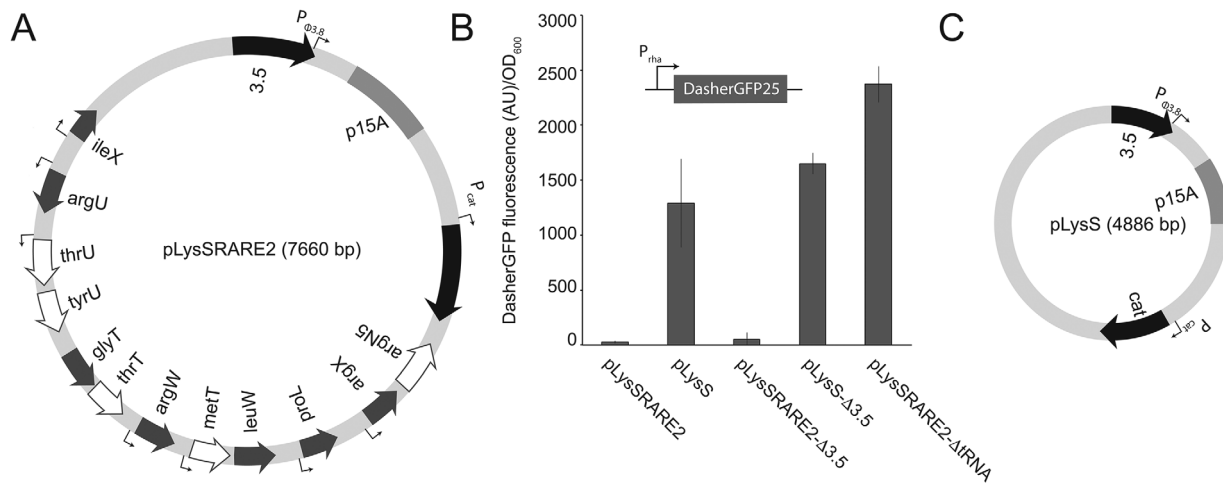 A
PΦ3.8
3.5
p15A
Pcat
ileX
argU
thrU
tyrU
glyT
thrT
argW
metT
leuW
proL
argX
argN5
pLysSRARE2 (7660 bp)
B
DasherGFP fluorescence (AU)/OD600
3000
2500
2000
1500
1000
500
0
Prha
DasherGFP25
pLysSRARE2
pLysS
pLysSRARE2-Δ3.5
pLysS-Δ3.5
pLysSRARE2-ΔtRNA
C
PΦ3.8
3.5
p15A
pLysS (4886 bp)
cat
Pcat